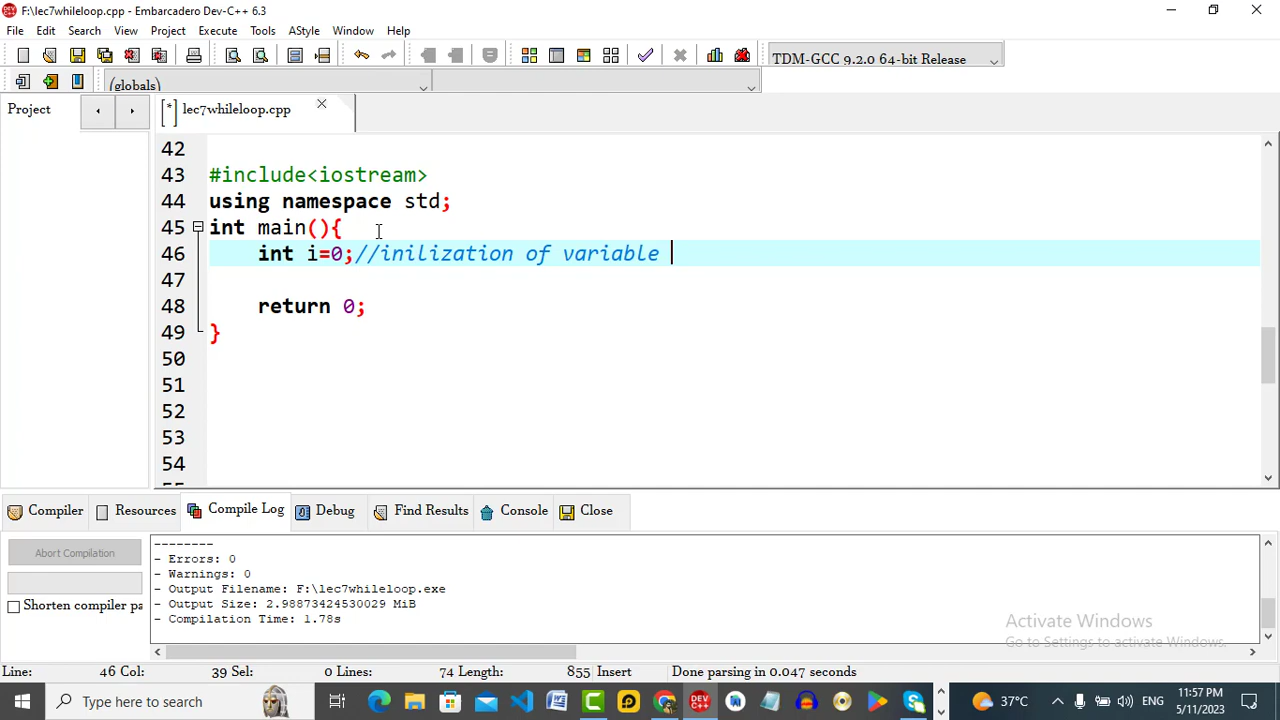 F:\lec7whileloop.cpp - Embarcadero Dev-C++ 6.3
File Edit Search View Project Execute Tools AStyle Window Help
TDM-GCC 9.2.0 64-bit Release
(globals)
Project
[*] lec7whileloop.cpp
42
43 #include<iostream>
44 using namespace std;
45 int main(){
46 int i=0;//inilization of variable
47
48 return 0;
49 }
50
51
52
53
54
Compiler Resources Compile Log Debug Find Results Console Close
Abort Compilation
Shorten compiler pa
--------
- Errors: 0
- Warnings: 0
- Output Filename: F:\lec7whileloop.exe
- Output Size: 2.98873424530029 MiB
- Compilation Time: 1.78s
Activate Windows
Go to Settings to activate Windows.
Line: 46 Col: 39 Sel: 0 Lines: 74 Length: 855 Insert Done parsing in 0.047 seconds
Type here to search
37°C
ENG
11:57 PM
5/11/2023